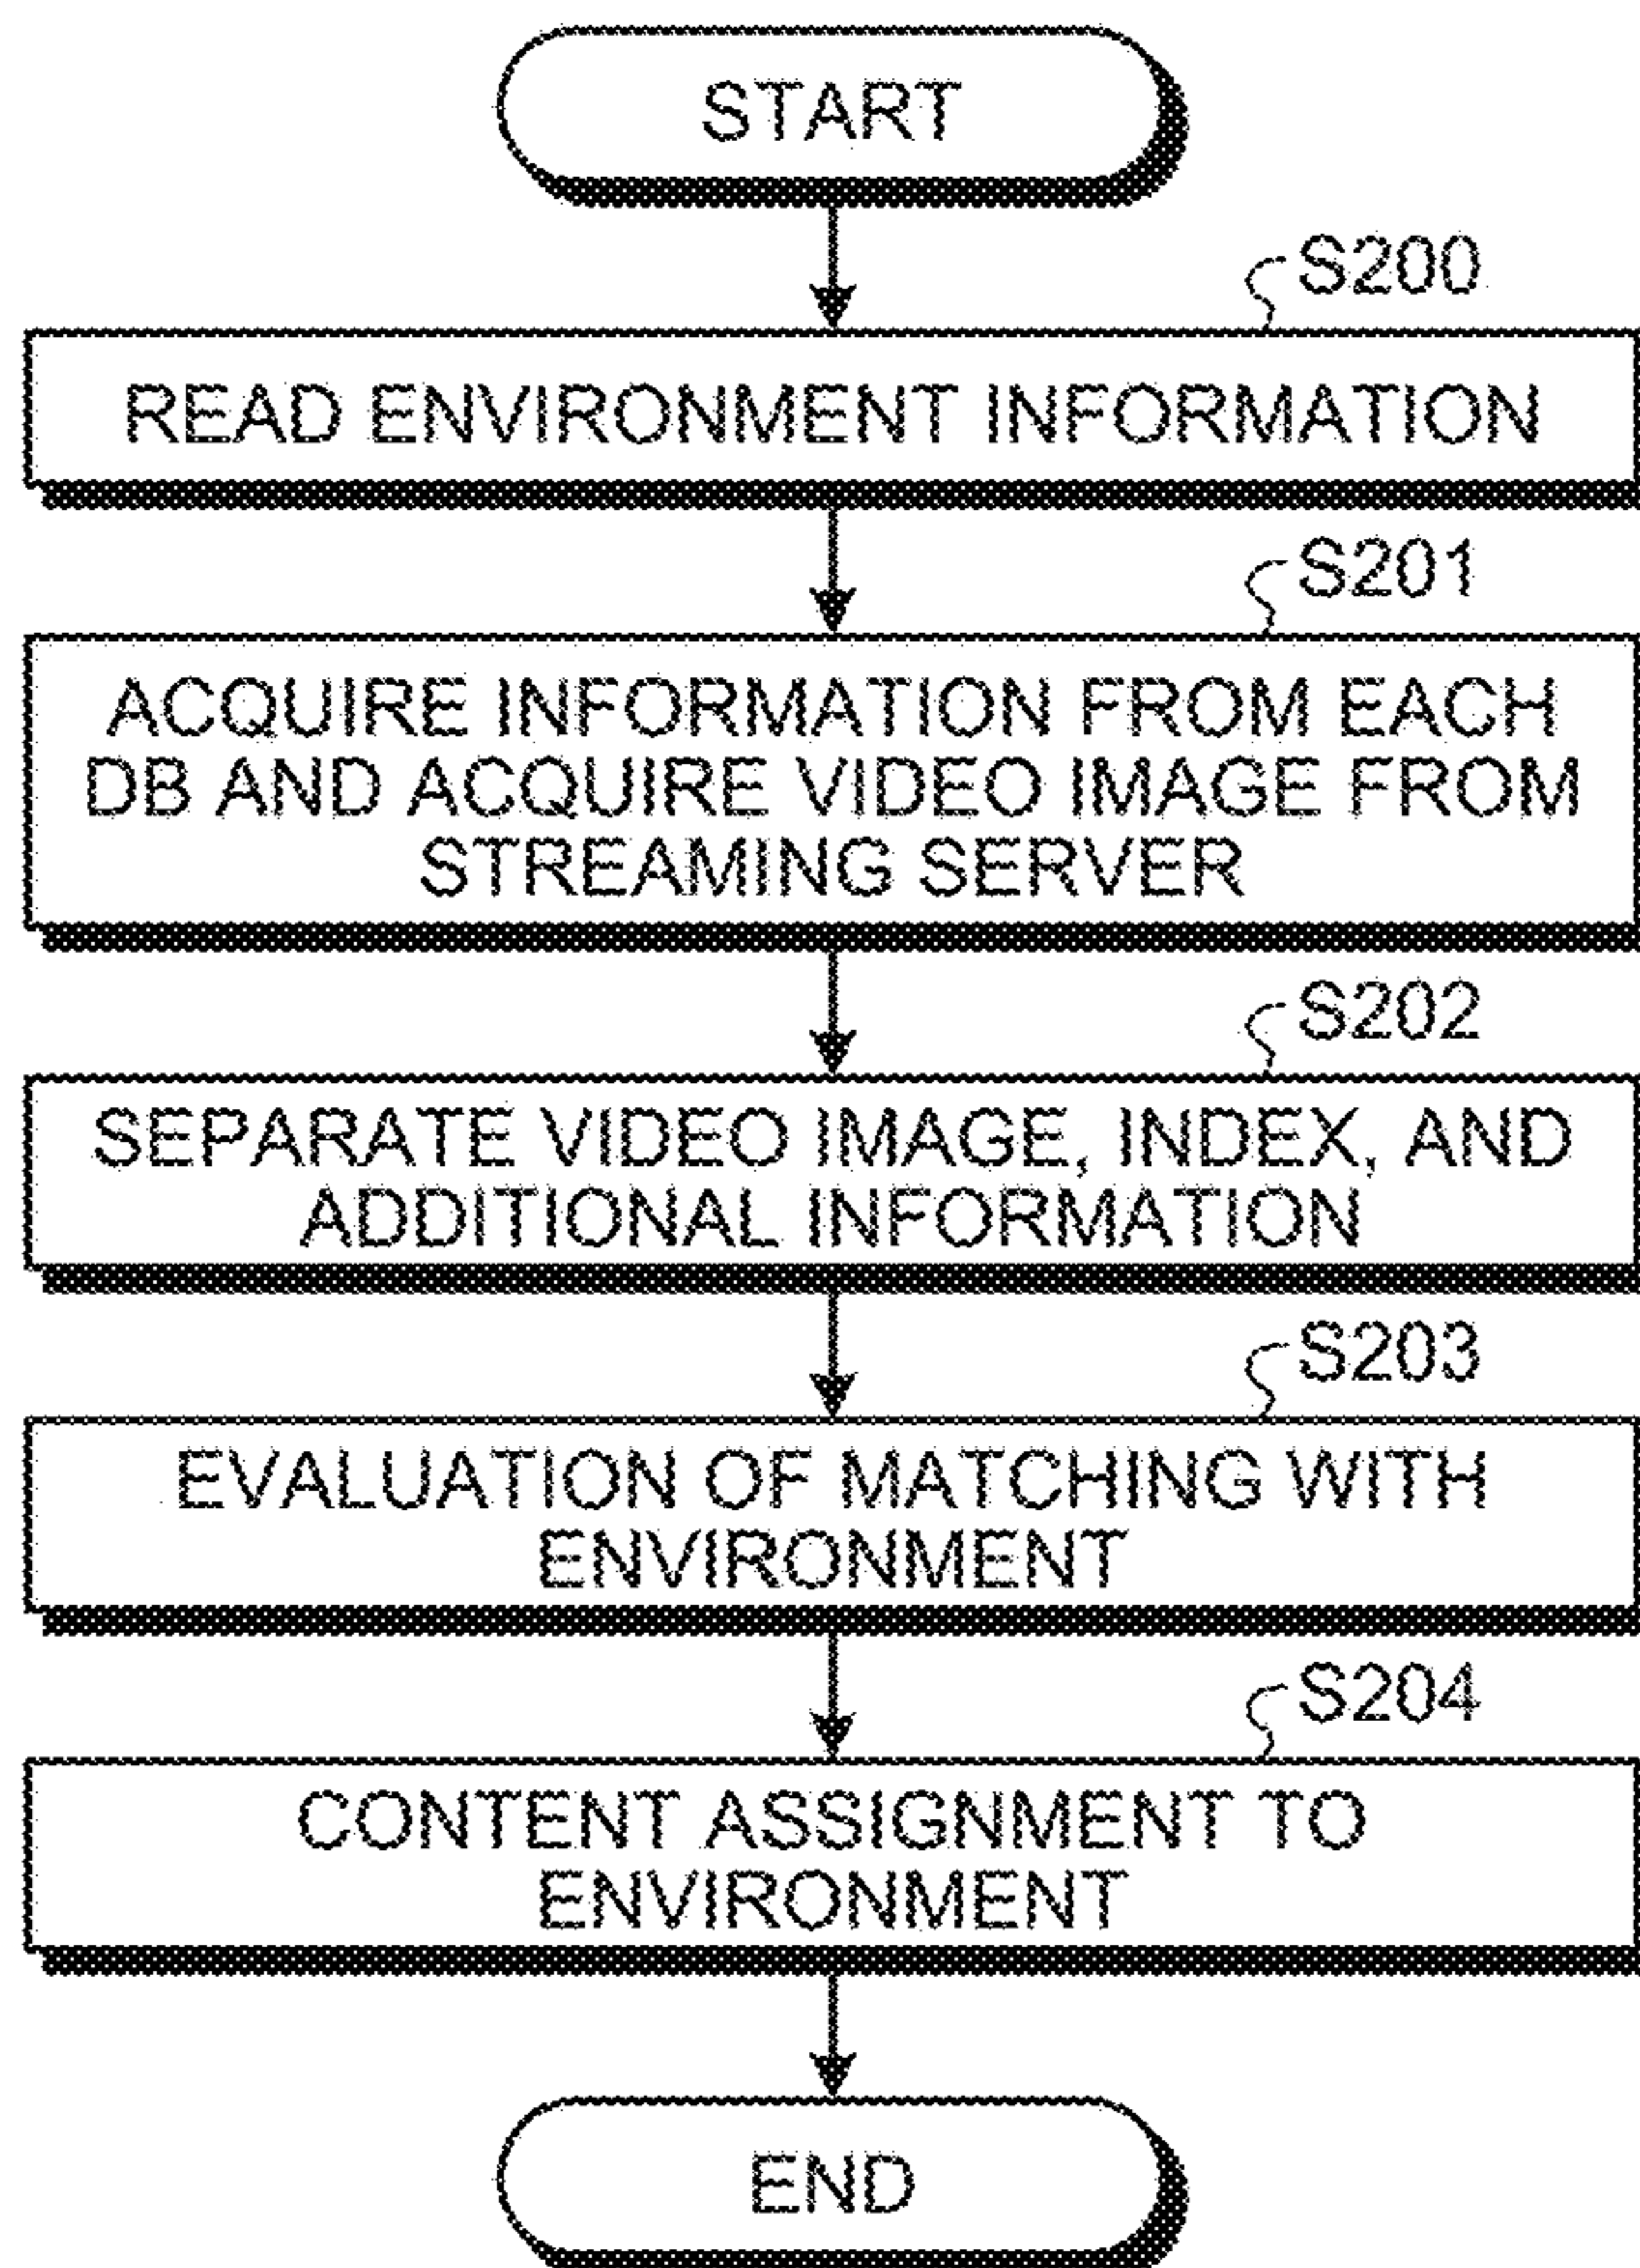 START
S200
READ ENVIRONMENT INFORMATION
S201
ACQUIRE INFORMATION FROM EACH
DB AND ACQUIRE VIDEO IMAGE FROM
STREAMING SERVER
S202
SEPARATE VIDEO IMAGE, INDEX, AND
ADDITIONAL INFORMATION
S203
EVALUATION OF MATCHING WITH
ENVIRONMENT
S204
CONTENT ASSIGNMENT TO
ENVIRONMENT
END